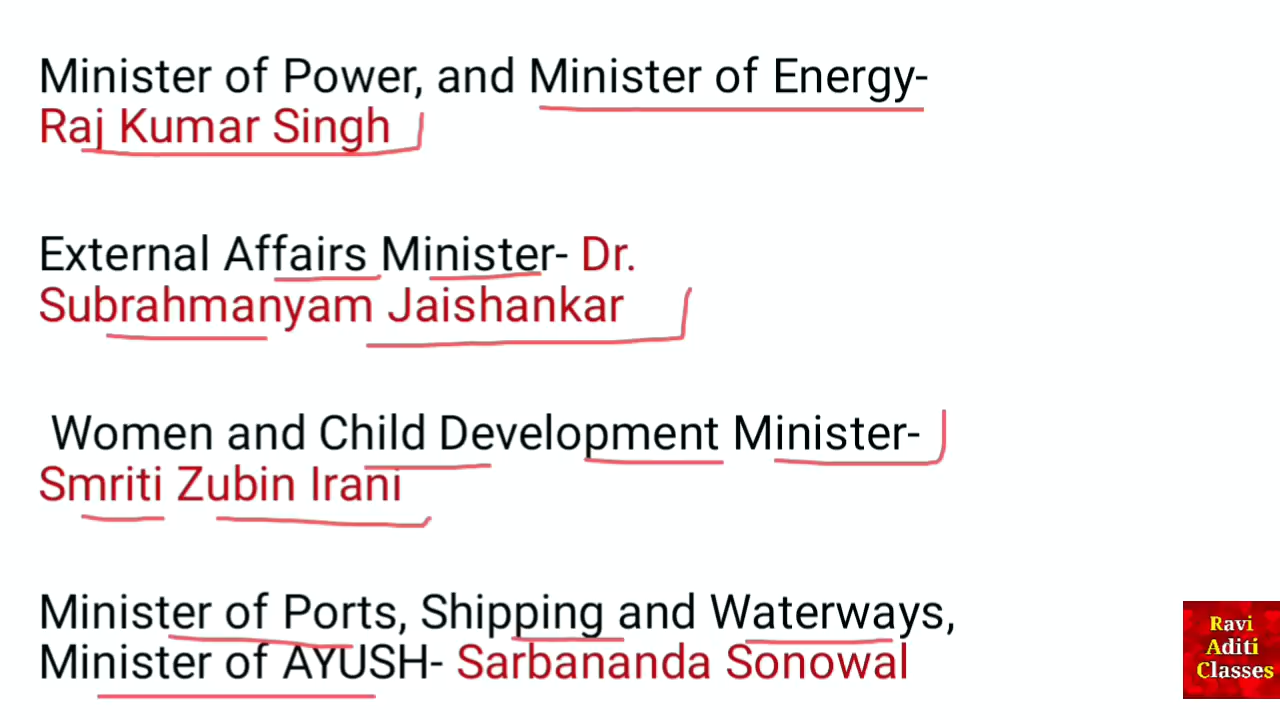 Minister of Power, and Minister of Energy-
Raj Kumar Singh
External Affairs Minister- Dr.
Subrahmanyam Jaishankar
Women and Child Development Minister-
Smriti Zubin Irani
Minister of Ports, Shipping and Waterways,
Minister of AYUSH- Sarbananda Sonowal
Ravi
Aditi
Classes